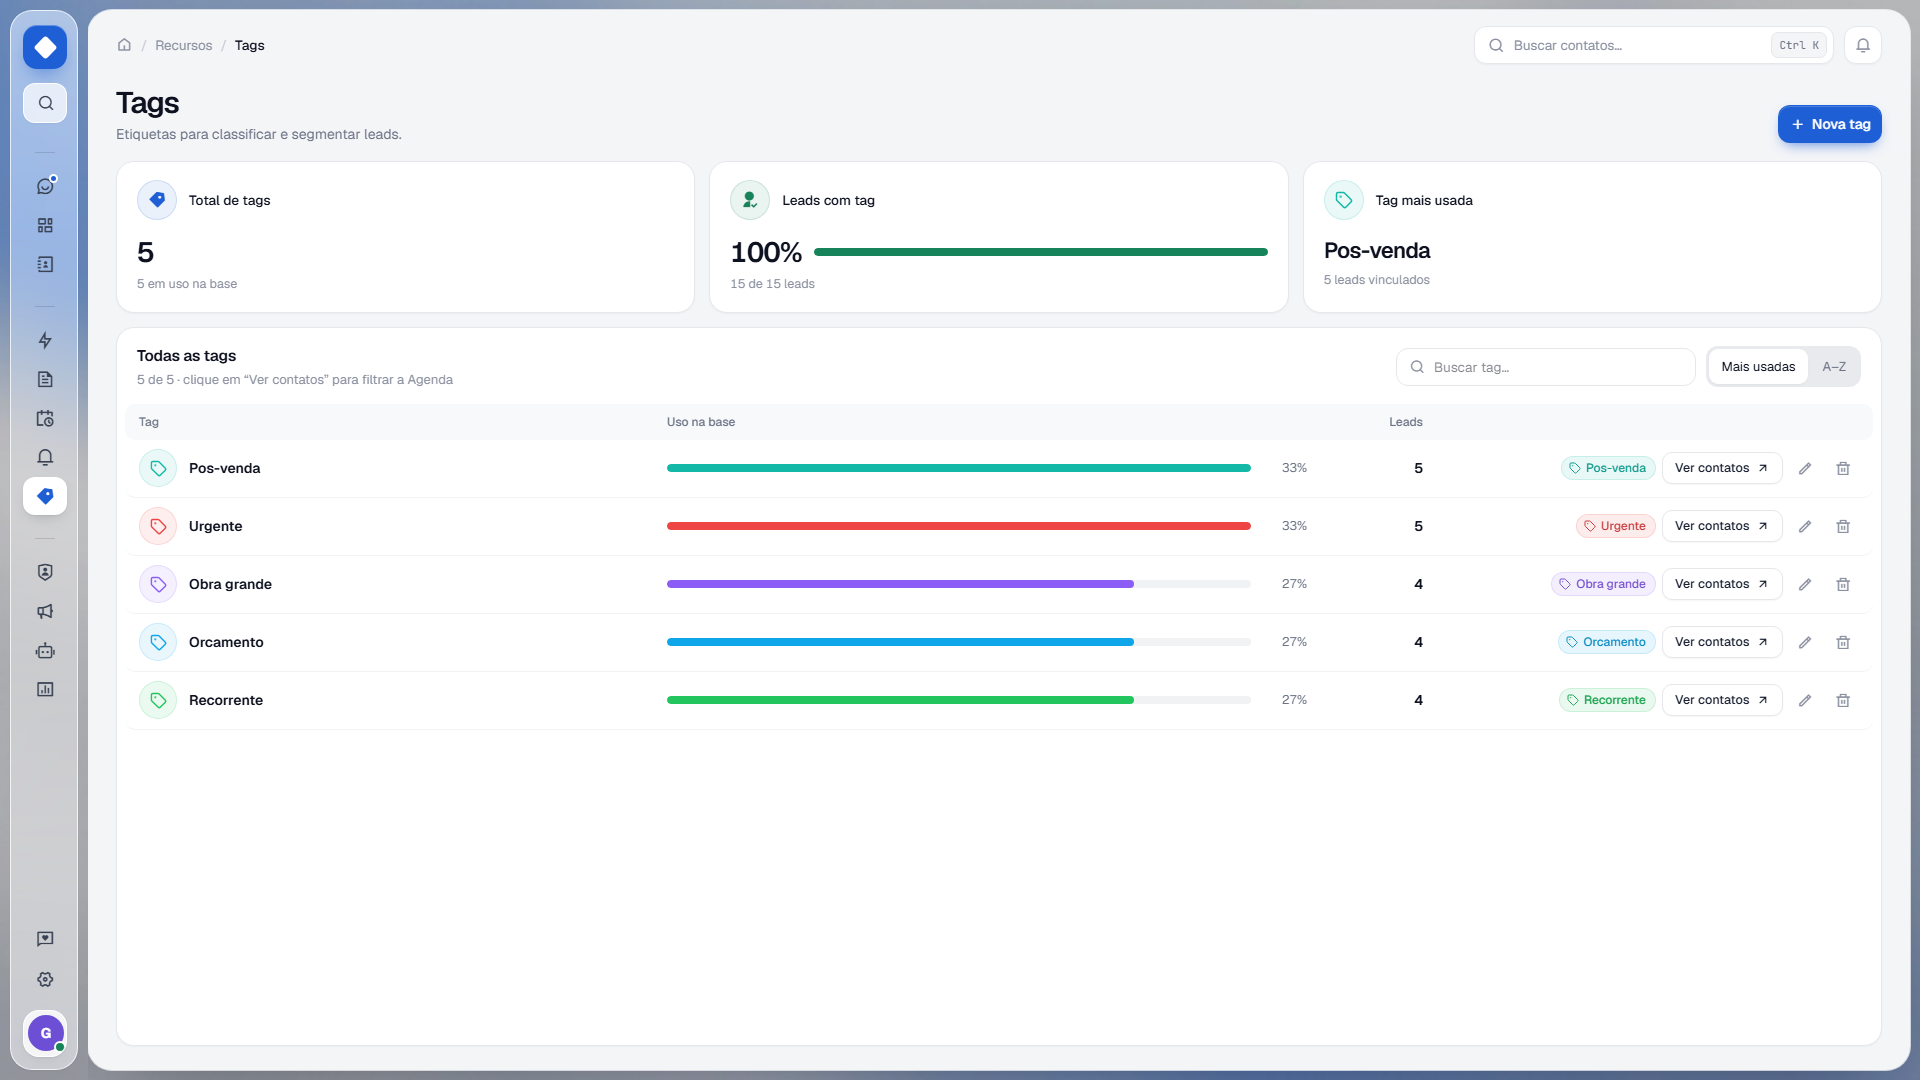 / Recursos / Tags
Buscar contatos...
Ctrl K
Tags
Etiquetas para classificar e segmentar leads.
+ Nova tag
Total de tags
5
5 em uso na base
Leads com tag
100%
15 de 15 leads
Tag mais usada
Pos-venda
5 leads vinculados
Todas as tags
5 de 5 · clique em “Ver contatos” para filtrar a Agenda
Buscar tag...
Mais usadas
A–Z
Tag Uso na base Leads
Pos-venda 33% 5 Pos-venda Ver contatos
Urgente 33% 5 Urgente Ver contatos
Obra grande 27% 4 Obra grande Ver contatos
Orcamento 27% 4 Orcamento Ver contatos
Recorrente 27% 4 Recorrente Ver contatos
G